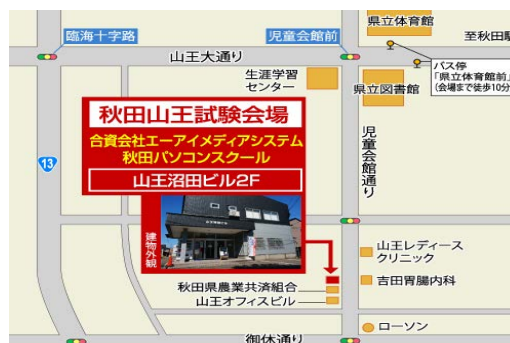 県立体育館
臨海十字路
児童会館前
至秋田駅
山王大通り
バス停
「県立体育館前」
(会場まで徒歩10分
生涯学習
センター
県立図書館
秋田山王試験会場
合資会社エーアイメディアシステム
秋田パソコンスクール
山王沼田ビル2F
児童会館通り
13
建物外観
山王レディース
クリニック
秋田県農業共済組合
吉田胃腸内科
山王オフィスビル
ローソン
御休通り